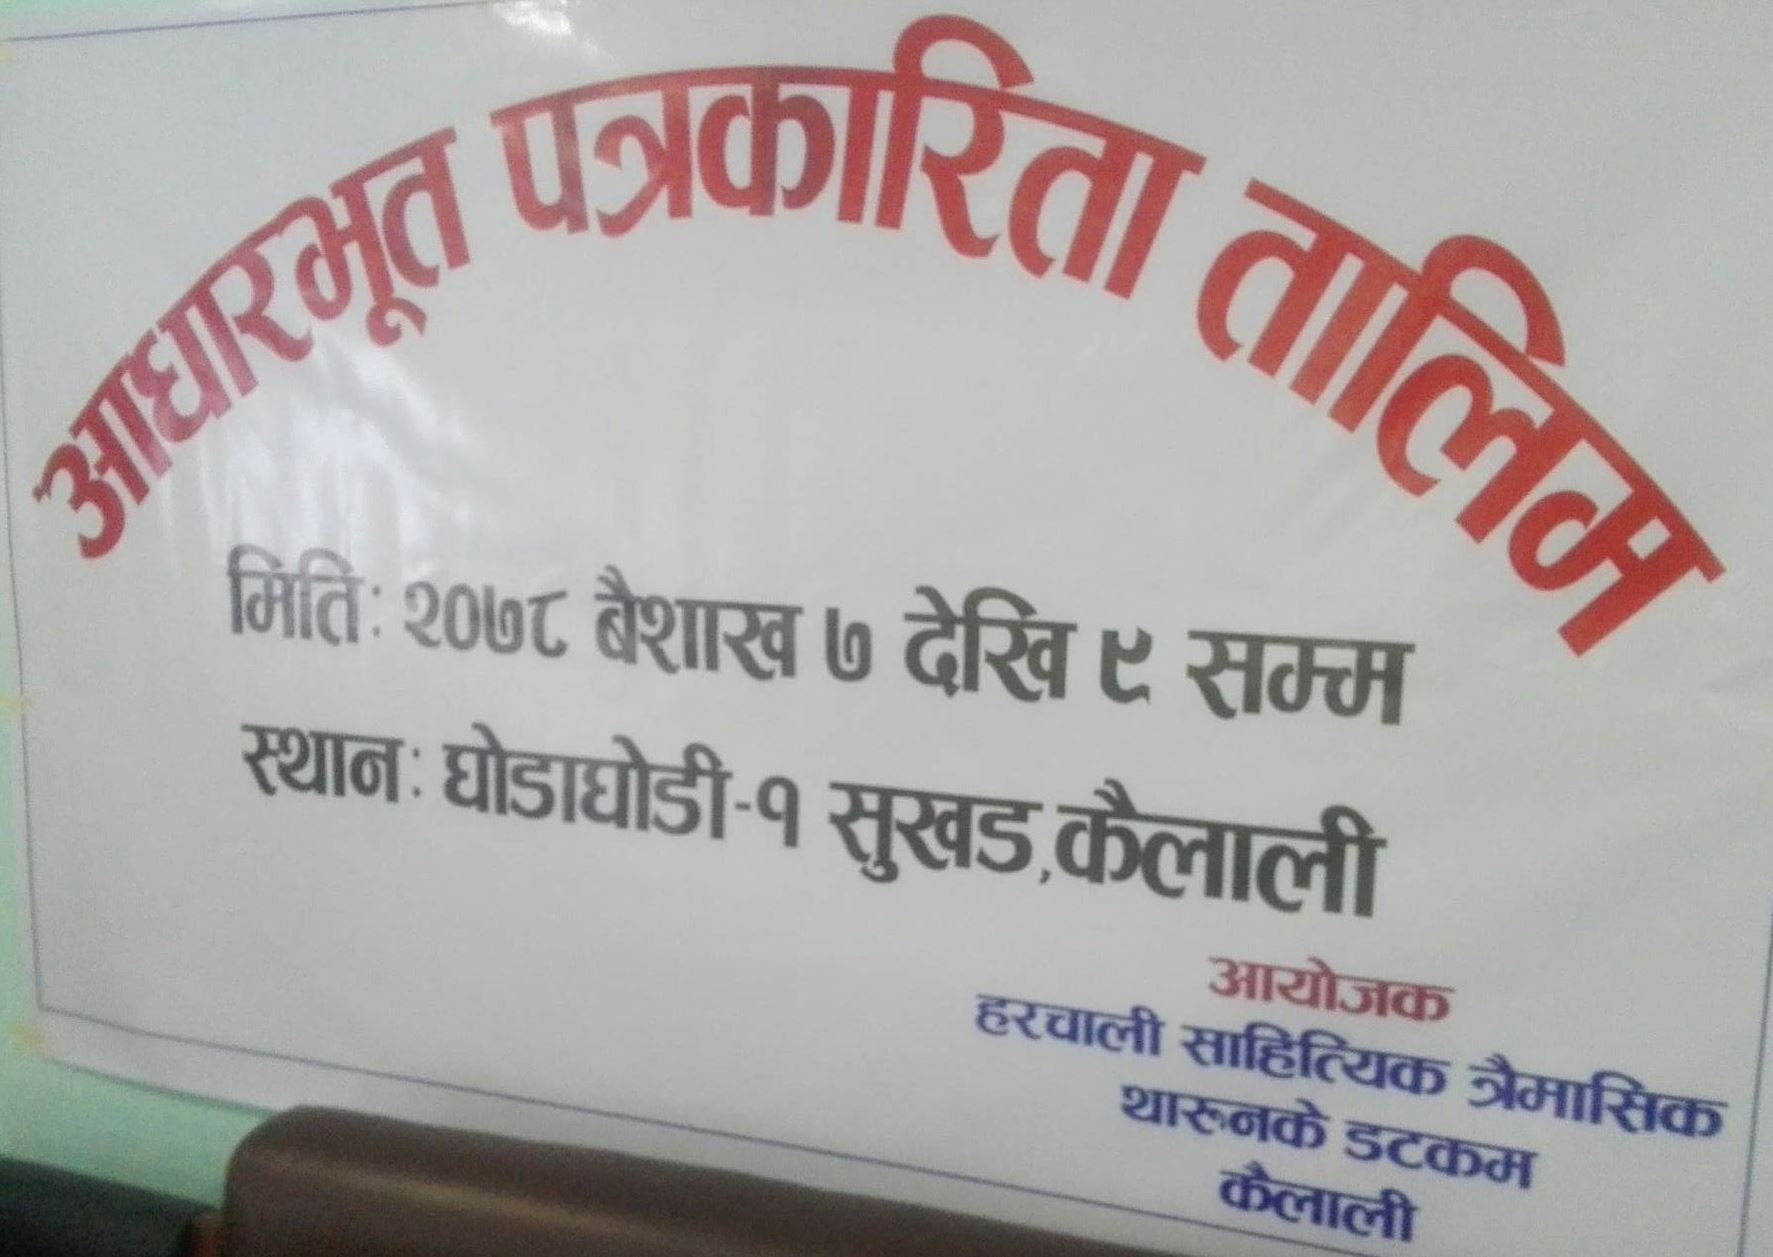 आधारभूत पत्रकारिता तालिम
मिति: २०७८ बैशाख ७ देखि ९ सम्म
स्थान: घोडाघोडी-१ सुखड,कैलाली
आयोजक
हरचाली साहित्यिक त्रैमासिक
थारूनके डटकम
कैलाली